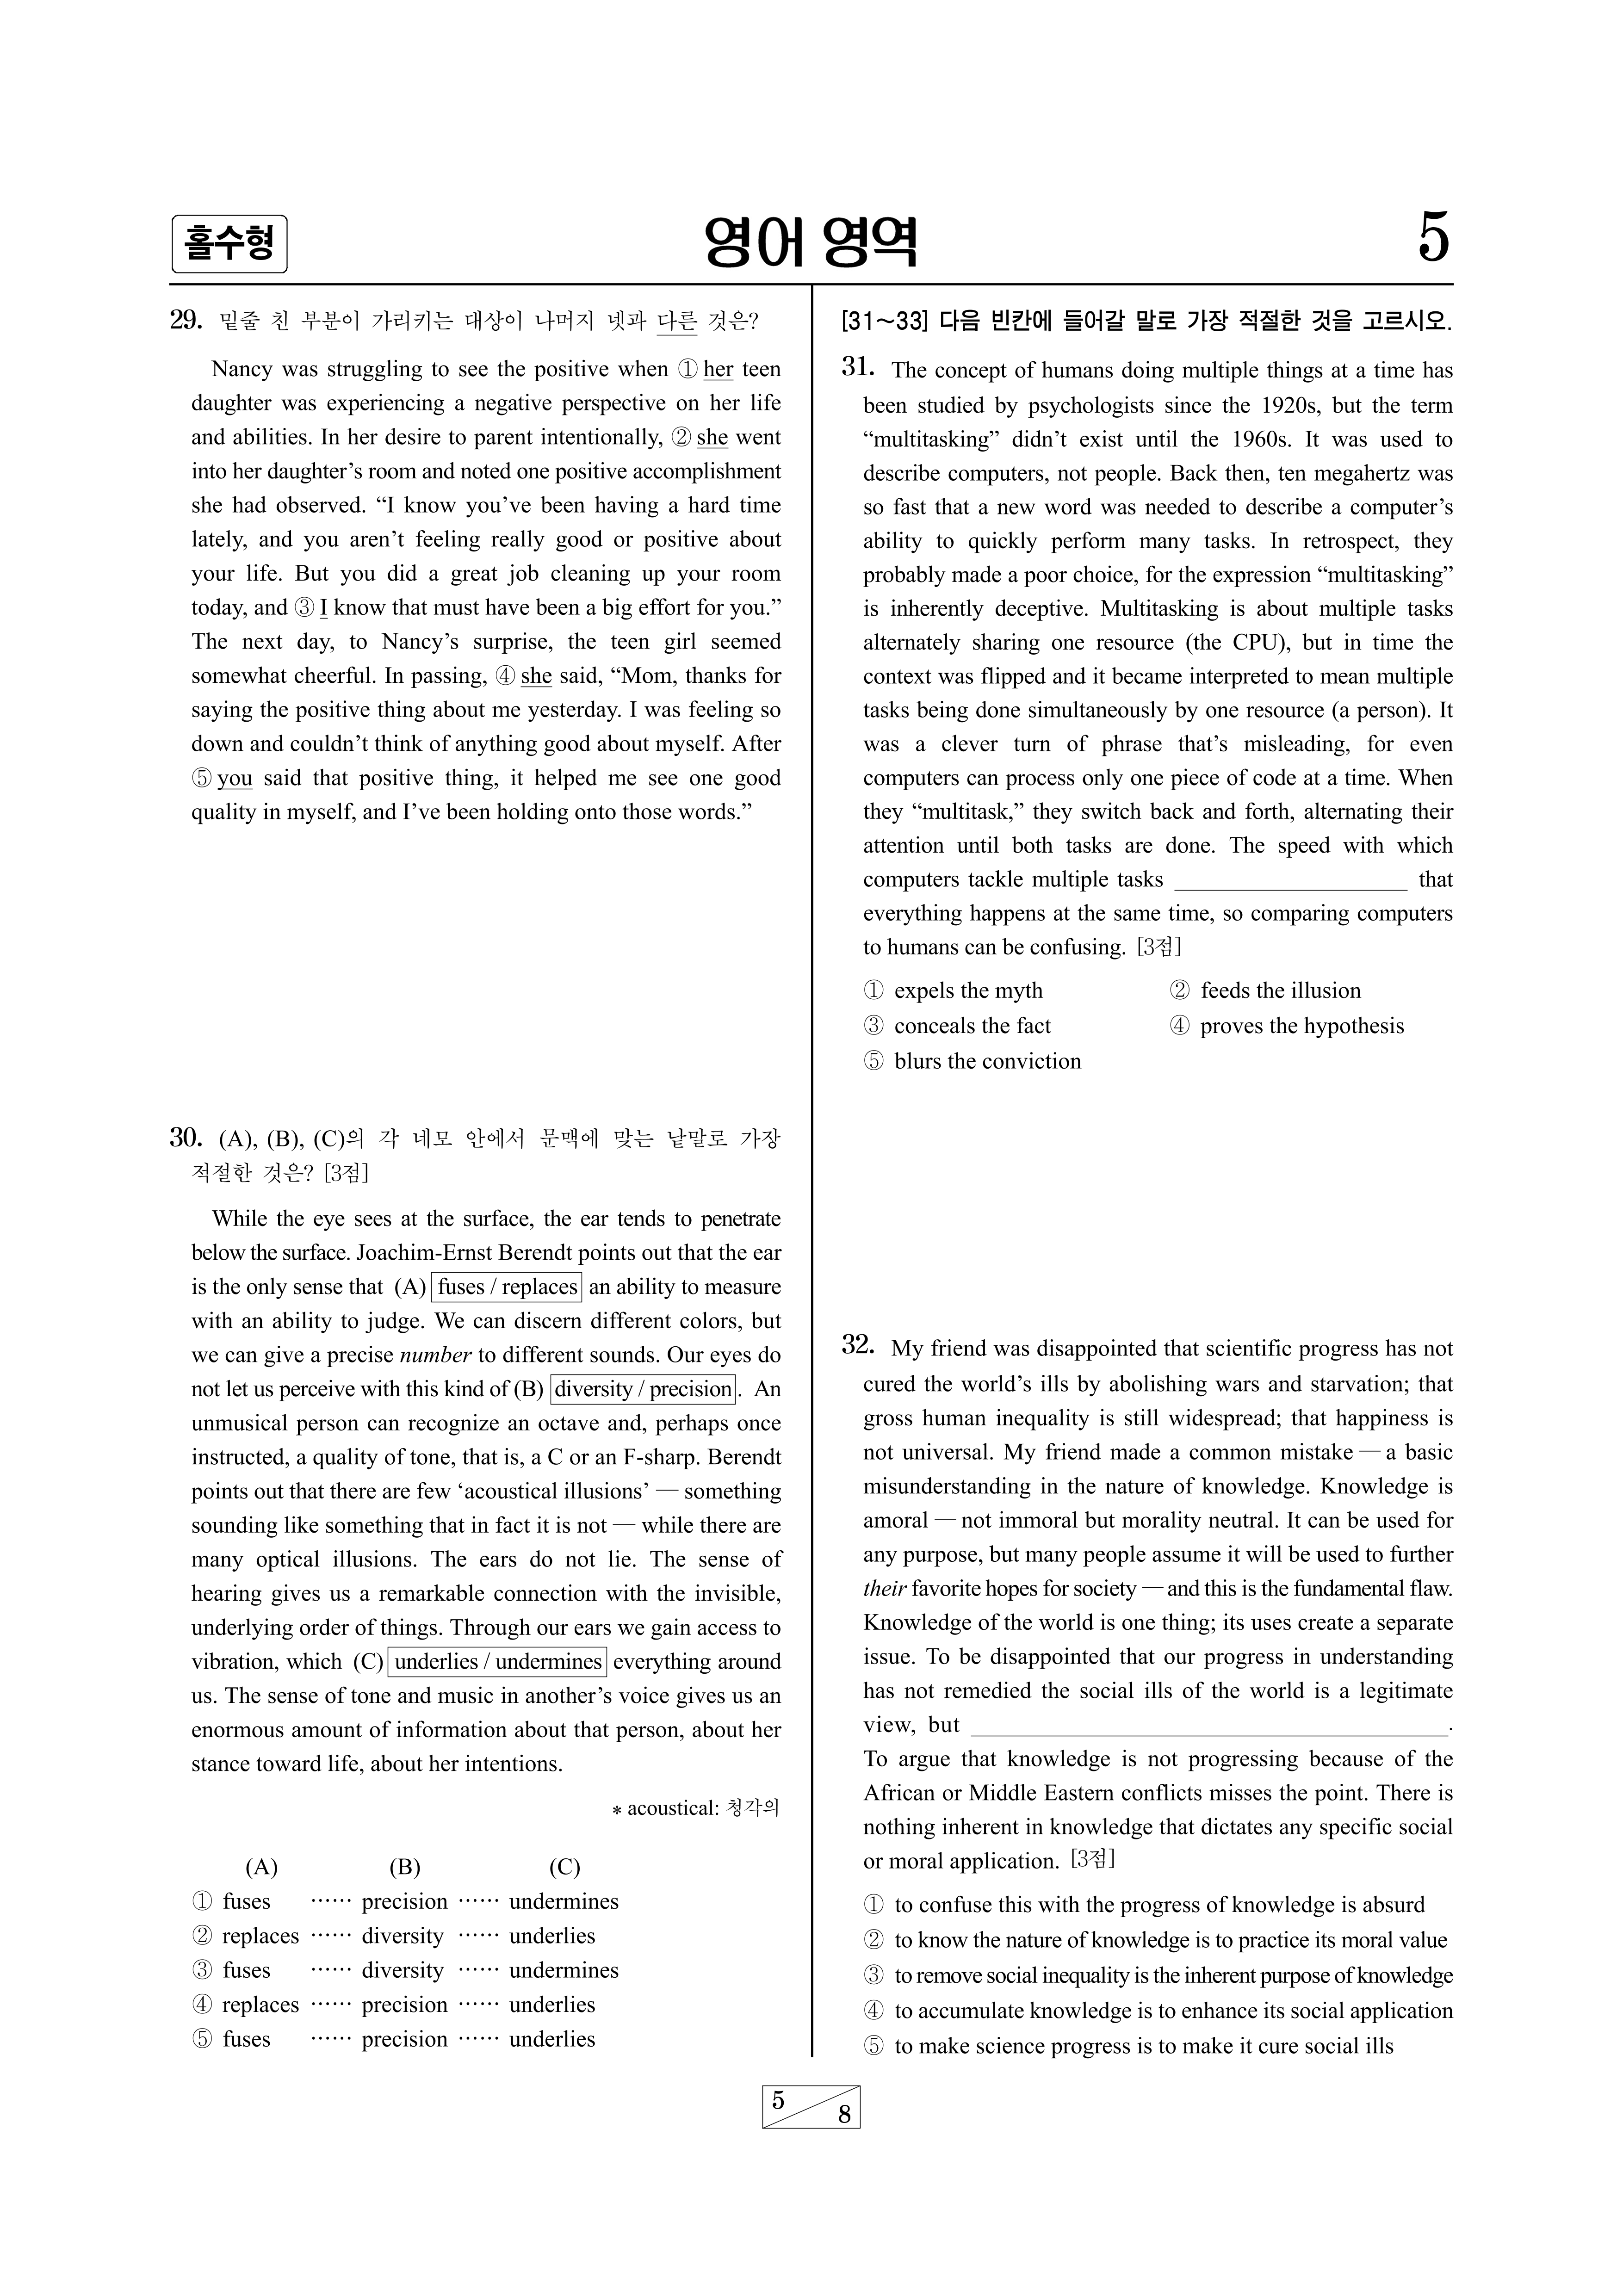 홀수형
영어 영역
5
29. 밑줄 친 부분이 가리키는 대상이 나머지 넷과 다른 것은?
Nancy was struggling to see the positive when ① her teen
daughter was experiencing a negative perspective on her life
and abilities. In her desire to parent intentionally, ② she went
into her daughter’s room and noted one positive accomplishment
she had observed. “I know you’ve been having a hard time
lately, and you aren’t feeling really good or positive about
your life. But you did a great job cleaning up your room
today, and ③ I know that must have been a big effort for you.”
The next day, to Nancy’s surprise, the teen girl seemed
somewhat cheerful. In passing, ④ she said, “Mom, thanks for
saying the positive thing about me yesterday. I was feeling so
down and couldn’t think of anything good about myself. After
⑤ you said that positive thing, it helped me see one good
quality in myself, and I’ve been holding onto those words.”
30. (A), (B), (C)의 각 네모 안에서 문맥에 맞는 낱말로 가장
적절한 것은? [3점]
While the eye sees at the surface, the ear tends to penetrate
below the surface. Joachim-Ernst Berendt points out that the ear
is the only sense that (A) fuses / replaces an ability to measure
with an ability to judge. We can discern different colors, but
we can give a precise number to different sounds. Our eyes do
not let us perceive with this kind of (B) diversity / precision. An
unmusical person can recognize an octave and, perhaps once
instructed, a quality of tone, that is, a C or an F-sharp. Berendt
points out that there are few ‘acoustical illusions’ — something
sounding like something that in fact it is not — while there are
many optical illusions. The ears do not lie. The sense of
hearing gives us a remarkable connection with the invisible,
underlying order of things. Through our ears we gain access to
vibration, which (C) underlies / undermines everything around
us. The sense of tone and music in another’s voice gives us an
enormous amount of information about that person, about her
stance toward life, about her intentions.
* acoustical: 청각의
(A) (B) (C)
① fuses …… precision …… undermines
② replaces …… diversity …… underlies
③ fuses …… diversity …… undermines
④ replaces …… precision …… underlies
⑤ fuses …… precision …… underlies
[31~33] 다음 빈칸에 들어갈 말로 가장 적절한 것을 고르시오.
31. The concept of humans doing multiple things at a time has
been studied by psychologists since the 1920s, but the term
“multitasking” didn’t exist until the 1960s. It was used to
describe computers, not people. Back then, ten megahertz was
so fast that a new word was needed to describe a computer’s
ability to quickly perform many tasks. In retrospect, they
probably made a poor choice, for the expression “multitasking”
is inherently deceptive. Multitasking is about multiple tasks
alternately sharing one resource (the CPU), but in time the
context was flipped and it became interpreted to mean multiple
tasks being done simultaneously by one resource (a person). It
was a clever turn of phrase that’s misleading, for even
computers can process only one piece of code at a time. When
they “multitask,” they switch back and forth, alternating their
attention until both tasks are done. The speed with which
computers tackle multiple tasks ____________________ that
everything happens at the same time, so comparing computers
to humans can be confusing. [3점]
① expels the myth ② feeds the illusion
③ conceals the fact ④ proves the hypothesis
⑤ blurs the conviction
32. My friend was disappointed that scientific progress has not
cured the world’s ills by abolishing wars and starvation; that
gross human inequality is still widespread; that happiness is
not universal. My friend made a common mistake — a basic
misunderstanding in the nature of knowledge. Knowledge is
amoral — not immoral but morality neutral. It can be used for
any purpose, but many people assume it will be used to further
their favorite hopes for society — and this is the fundamental flaw.
Knowledge of the world is one thing; its uses create a separate
issue. To be disappointed that our progress in understanding
has not remedied the social ills of the world is a legitimate
view, but ________________________________________.
To argue that knowledge is not progressing because of the
African or Middle Eastern conflicts misses the point. There is
nothing inherent in knowledge that dictates any specific social
or moral application. [3점]
① to confuse this with the progress of knowledge is absurd
② to know the nature of knowledge is to practice its moral value
③ to remove social inequality is the inherent purpose of knowledge
④ to accumulate knowledge is to enhance its social application
⑤ to make science progress is to make it cure social ills
5
8